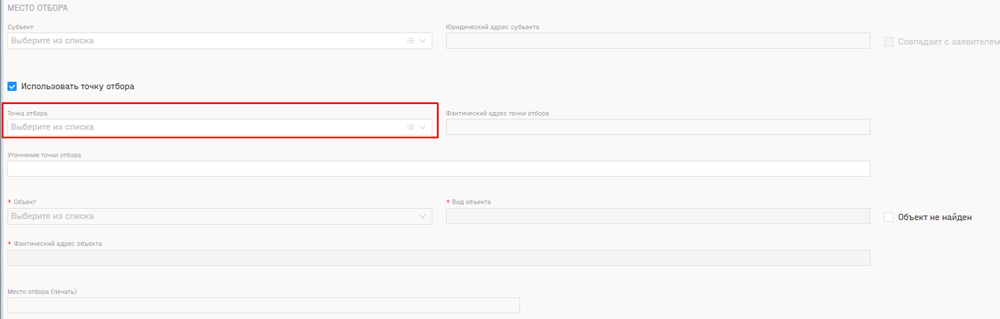 МЕСТО ОТБОРА
Субъект
Юридический адрес субъекта
Выберите из списка
Совпадает с заявителем
Использовать точку отбора
Точка отбора
Фактический адрес точки отбора
Выберите из списка
Уточнение точки отбора
* Объект
* Вид объекта
Выберите из списка
Объект не найден
* Фактический адрес объекта
Место отбора (печать)